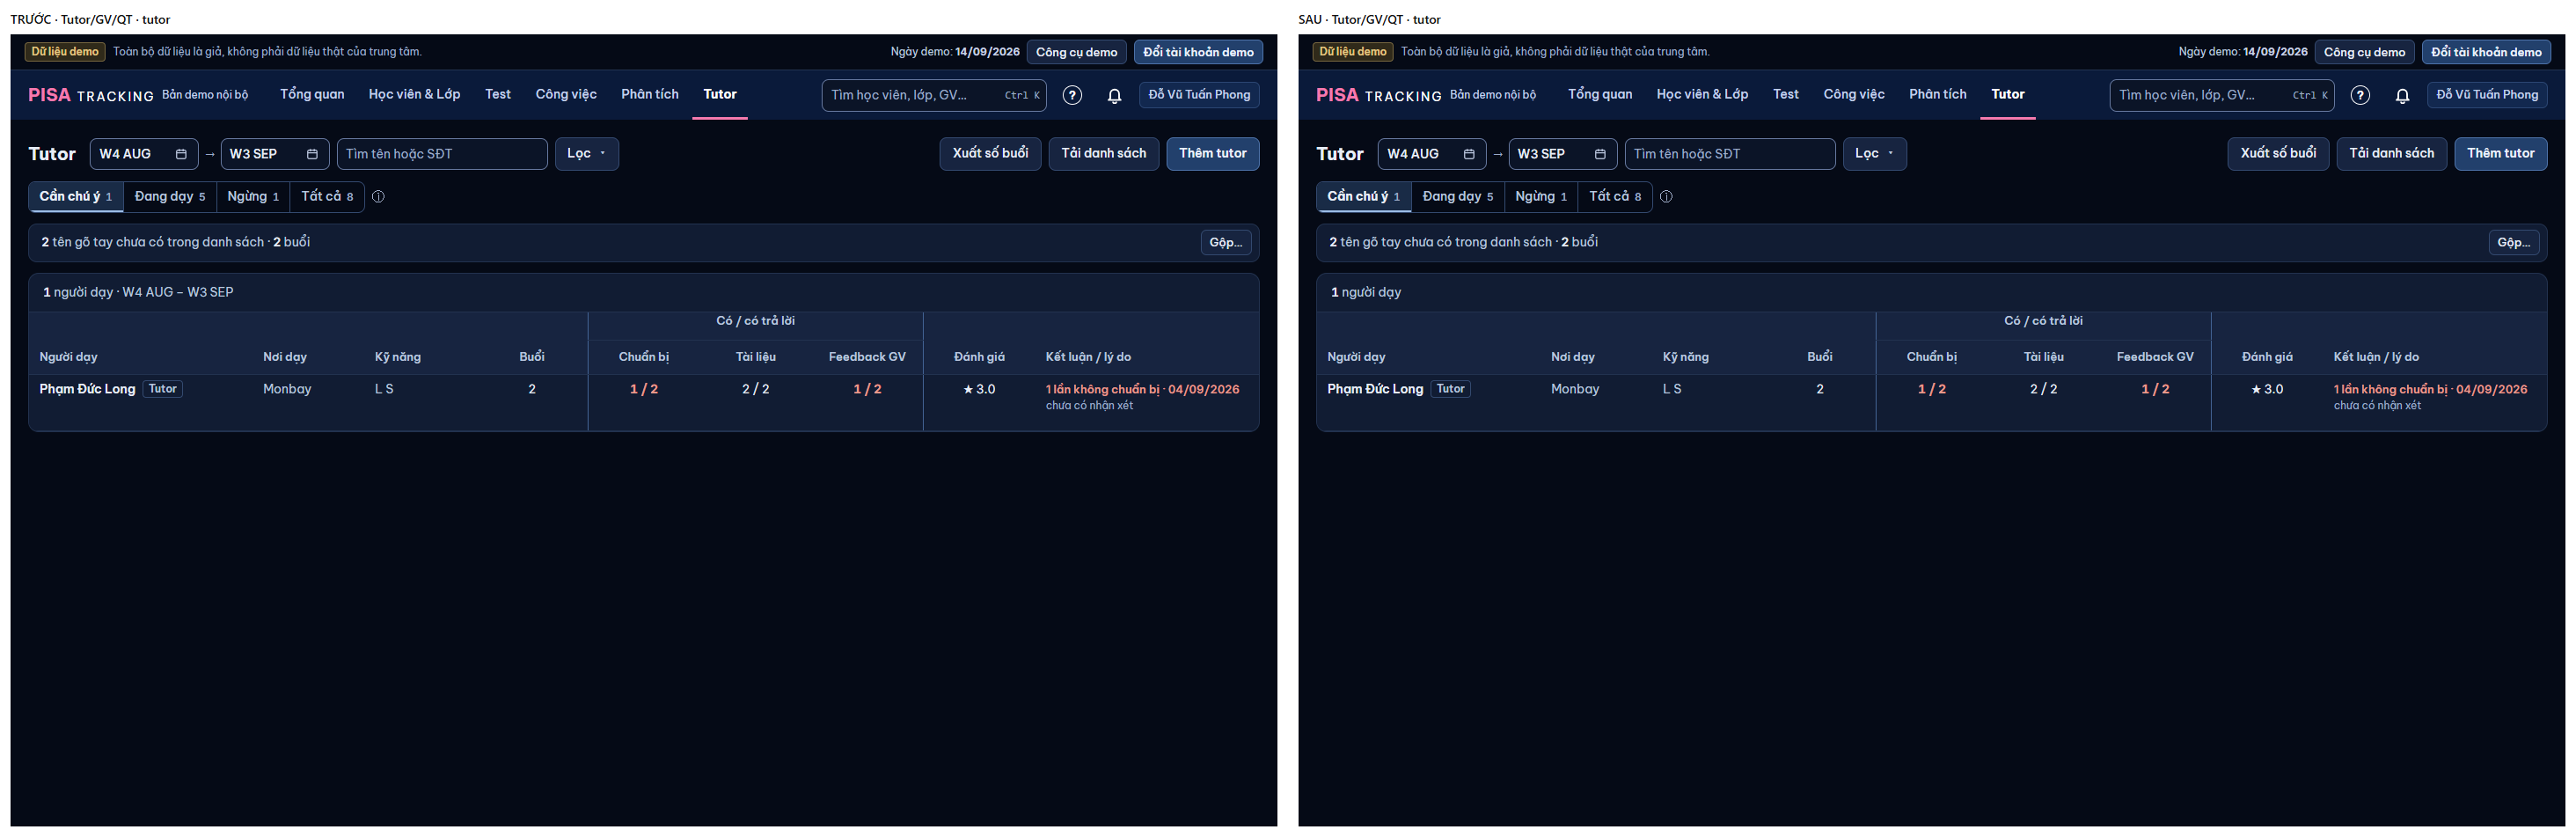 TRƯỚC · Tutor/GV/QT · tutor
Dữ liệu demo Toàn bộ dữ liệu là giả, không phải dữ liệu thật của trung tâm. Ngày demo: 14/09/2026 Công cụ demo Đổi tài khoản demo
PISA TRACKING Bản demo nội bộ Tổng quan Học viên & Lớp Test Công việc Phân tích Tutor Tìm học viên, lớp, GV... Ctrl K ? Đỗ Vũ Tuấn Phong
Tutor W4 AUG → W3 SEP Tìm tên hoặc SĐT Lọc Xuất số buổi Tải danh sách Thêm tutor
Cần chú ý 1 Đang dạy 5 Ngừng 1 Tất cả 8 ⓘ
2 tên gõ tay chưa có trong danh sách · 2 buổi Gộp...
1 người dạy · W4 AUG – W3 SEP
Có / có trả lời
Người dạy Nơi dạy Kỹ năng Buổi Chuẩn bị Tài liệu Feedback GV Đánh giá Kết luận / lý do
Phạm Đức Long Tutor Monbay L S 2 1 / 2 2 / 2 1 / 2 ★ 3.0 1 lần không chuẩn bị · 04/09/2026
chưa có nhận xét
SAU · Tutor/GV/QT · tutor
Dữ liệu demo Toàn bộ dữ liệu là giả, không phải dữ liệu thật của trung tâm. Ngày demo: 14/09/2026 Công cụ demo Đổi tài khoản demo
PISA TRACKING Bản demo nội bộ Tổng quan Học viên & Lớp Test Công việc Phân tích Tutor Tìm học viên, lớp, GV... Ctrl K ? Đỗ Vũ Tuấn Phong
Tutor W4 AUG → W3 SEP Tìm tên hoặc SĐT Lọc Xuất số buổi Tải danh sách Thêm tutor
Cần chú ý 1 Đang dạy 5 Ngừng 1 Tất cả 8 ⓘ
2 tên gõ tay chưa có trong danh sách · 2 buổi Gộp...
1 người dạy
Có / có trả lời
Người dạy Nơi dạy Kỹ năng Buổi Chuẩn bị Tài liệu Feedback GV Đánh giá Kết luận / lý do
Phạm Đức Long Tutor Monbay L S 2 1 / 2 2 / 2 1 / 2 ★ 3.0 1 lần không chuẩn bị · 04/09/2026
chưa có nhận xét